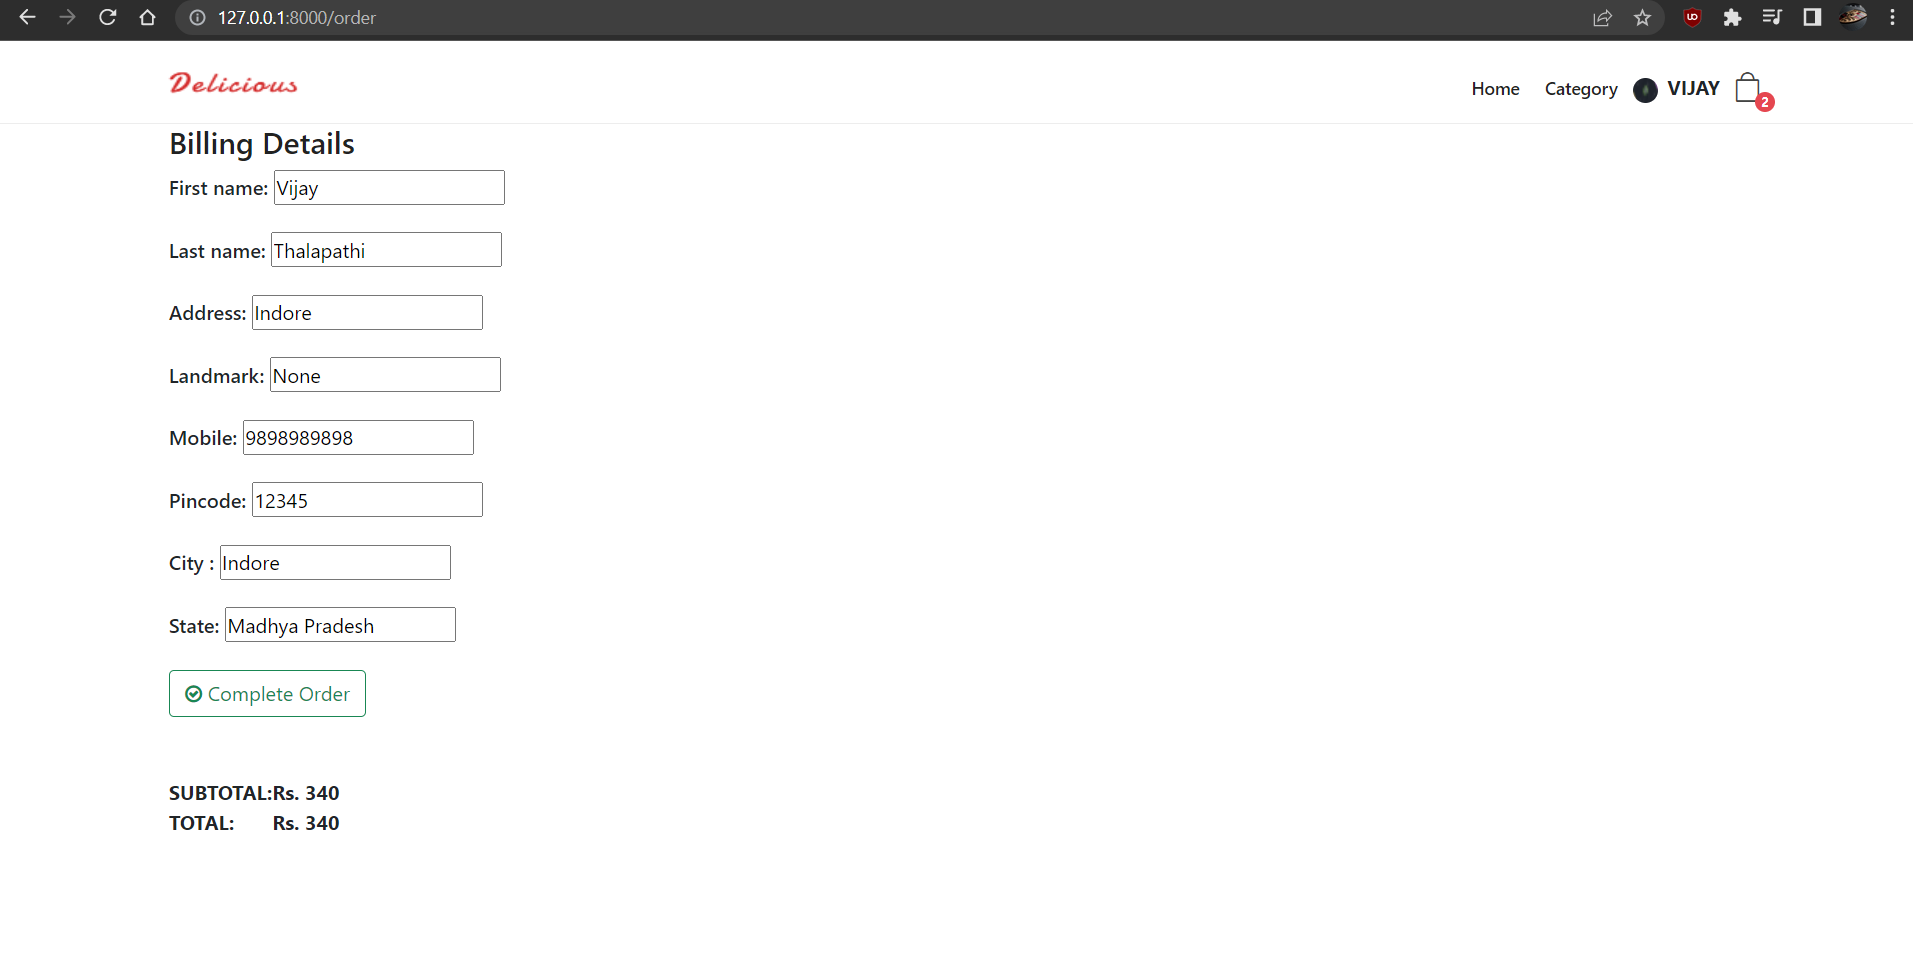 127.0.0.1:8000/order
Delicious
Home Category VIJAY 2
Billing Details
First name: Vijay
Last name: Thalapathi
Address: Indore
Landmark: None
Mobile: 9898989898
Pincode: 12345
City : Indore
State: Madhya Pradesh
Complete Order
SUBTOTAL:Rs. 340
TOTAL: Rs. 340